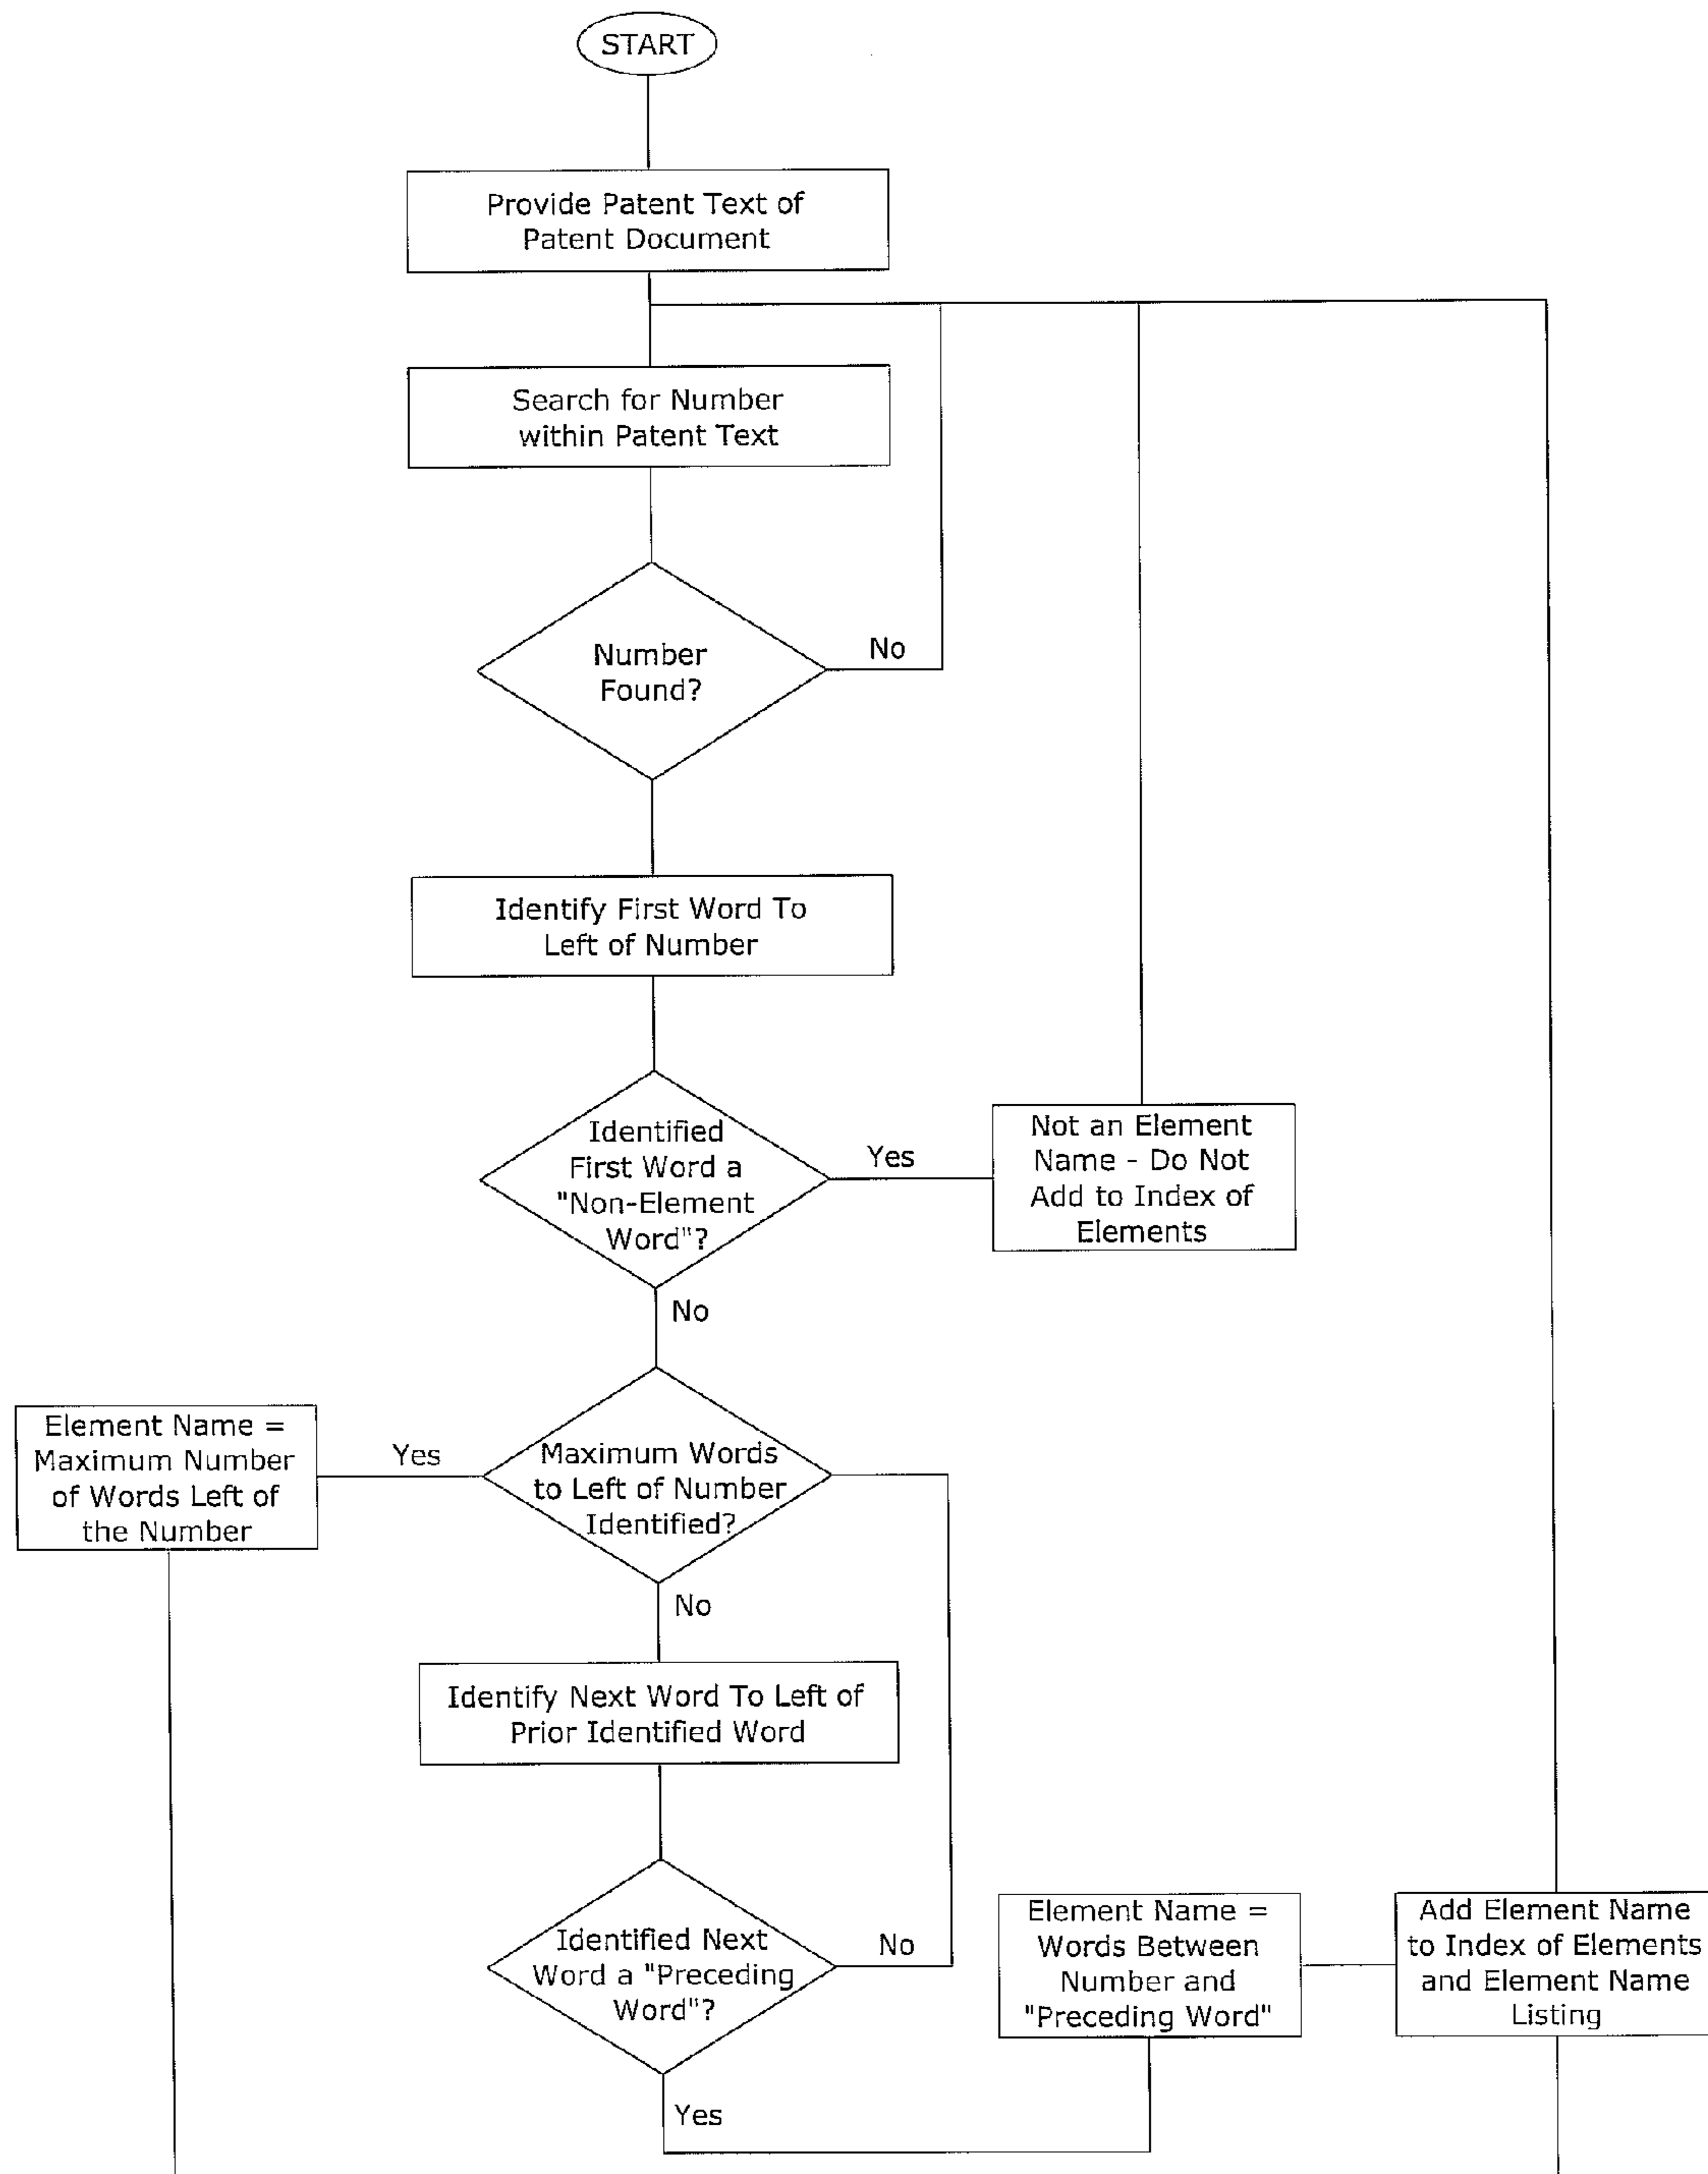 START
Provide Patent Text of
Patent Document
Search for Number
within Patent Text
Number
Found?
No
Identify First Word To
Left of Number
Identified
First Word a
"Non-Element
Word"?
Yes
Not an Element
Name - Do Not
Add to Index of
Elements
No
Element Name =
Maximum Number
of Words Left of
the Number
Yes
Maximum Words
to Left of Number
Identified?
No
Identify Next Word To Left of
Prior Identified Word
Identified Next
Word a "Preceding
Word"?
No
Element Name =
Words Between
Number and
"Preceding Word"
Add Element Name
to Index of Elements
and Element Name
Listing
Yes